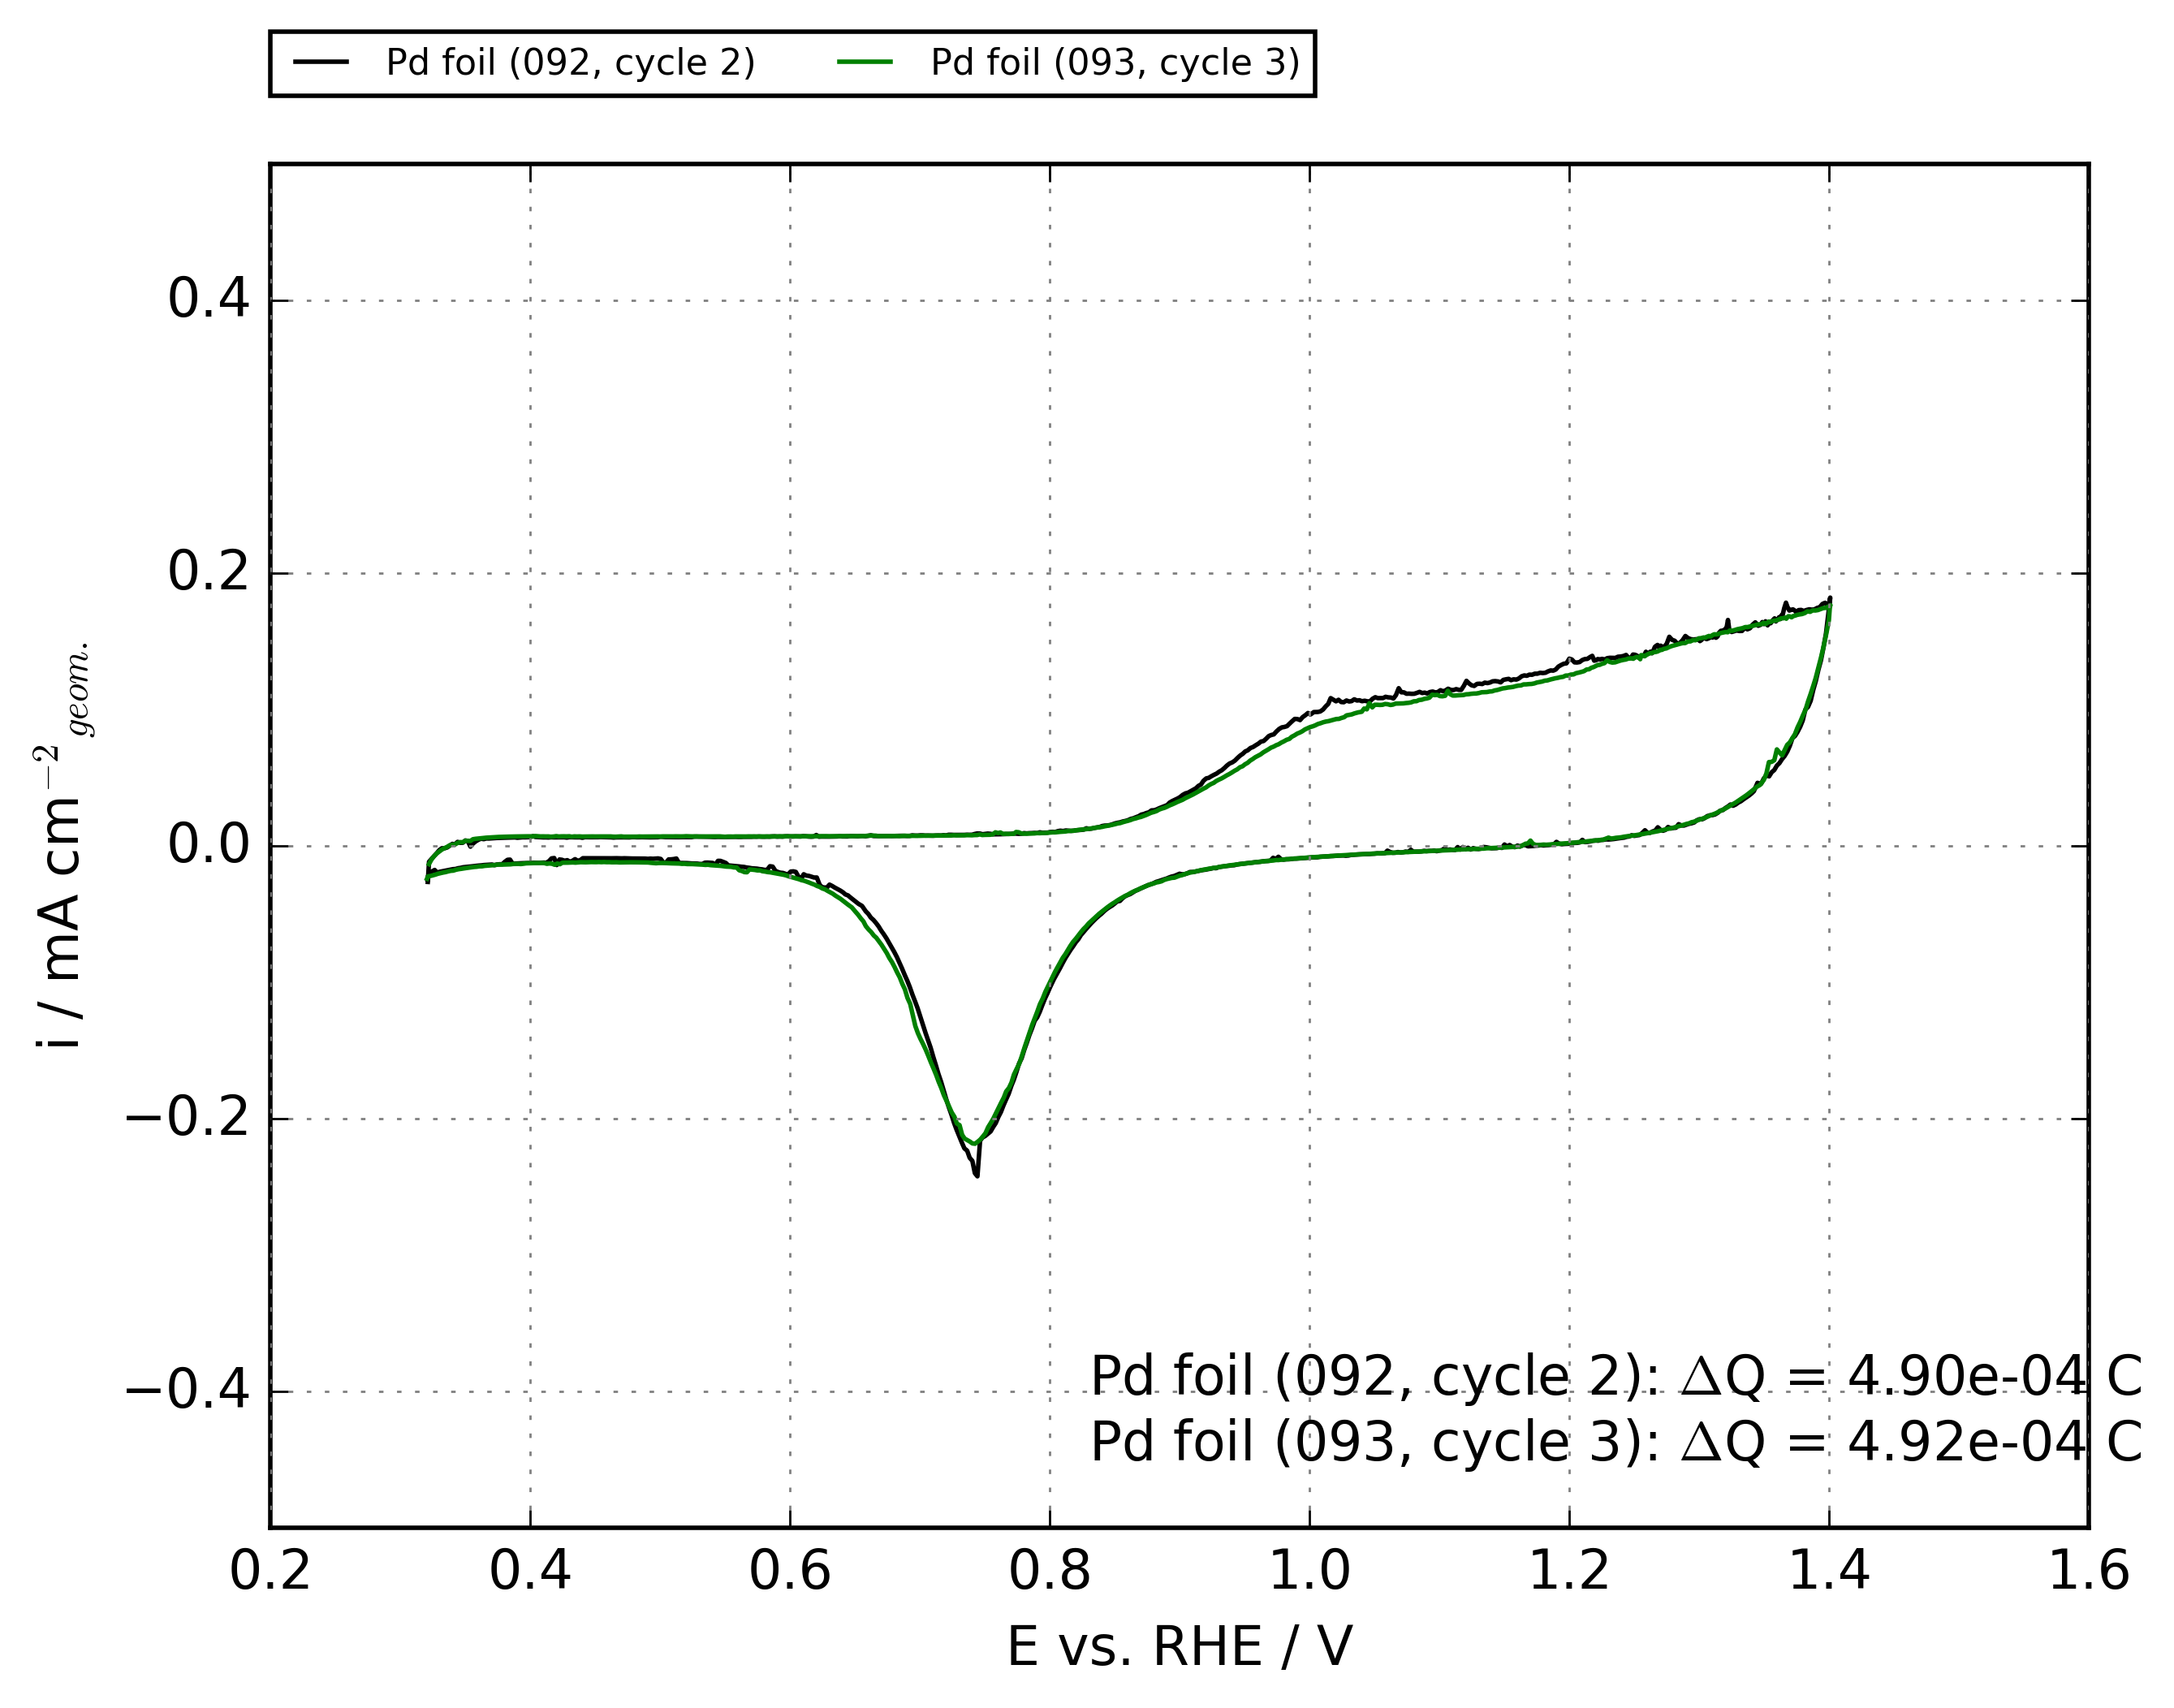 Pd foil (092, cycle 2) Pd foil (093, cycle 3)
0.4
0.2
0.0
−0.2
−0.4
i / mA cm⁻² geom.
Pd foil (092, cycle 2): ΔQ = 4.90e-04 C
Pd foil (093, cycle 3): ΔQ = 4.92e-04 C
0.2 0.4 0.6 0.8 1.0 1.2 1.4 1.6
E vs. RHE / V